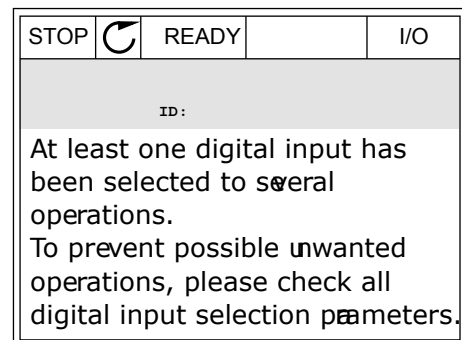 STOP READY I/O
ID:
At least one digital input has
been selected to several
operations.
To prevent possible unwanted
operations, please check all
digital input selection parameters.